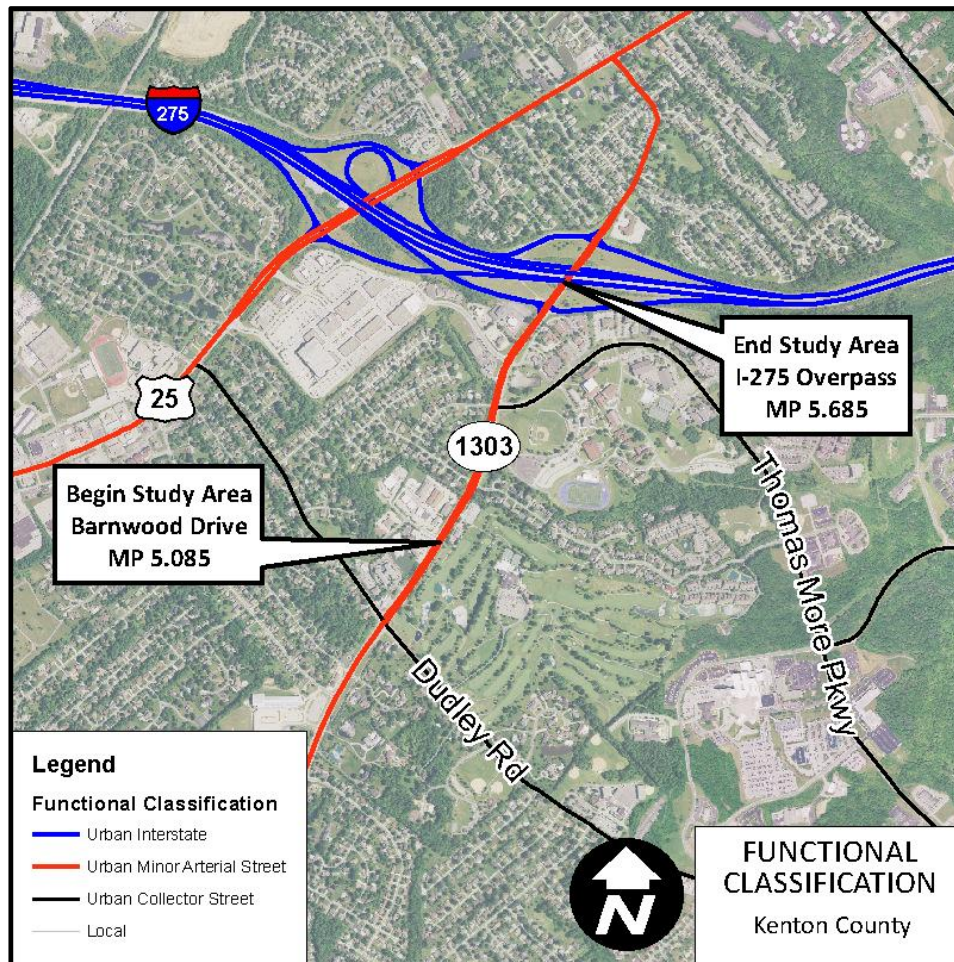 275
25
1303
End Study Area
I-275 Overpass
MP 5.685
Begin Study Area
Barnwood Drive
MP 5.085
Thomas More Pkwy
Dudley Rd
Legend
Functional Classification
Urban Interstate
Urban Minor Arterial Street
Urban Collector Street
Local
N
FUNCTIONAL
CLASSIFICATION
Kenton County